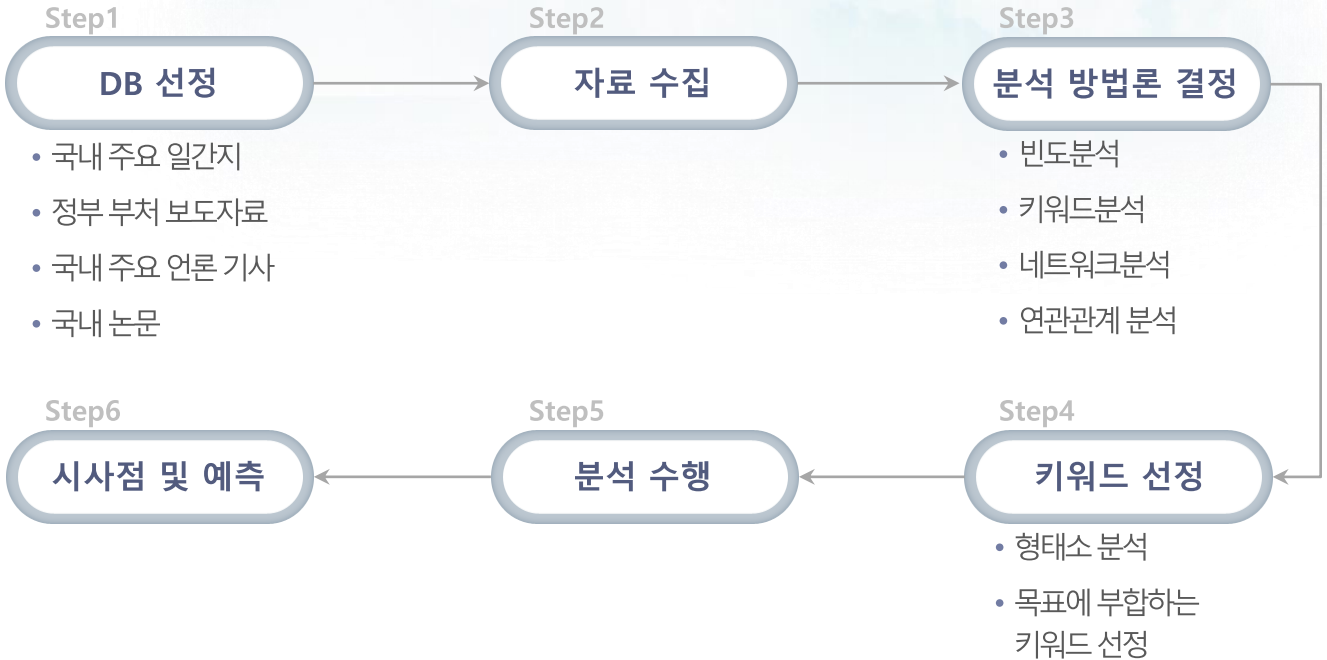 Step1
DB 선정
• 국내 주요 일간지
• 정부 부처 보도자료
• 국내 주요 언론 기사
• 국내 논문
Step2
자료 수집
Step3
분석 방법론 결정
• 빈도분석
• 키워드분석
• 네트워크분석
• 연관관계 분석
Step4
키워드 선정
• 형태소 분석
• 목표에 부합하는
키워드 선정
Step5
분석 수행
Step6
시사점 및 예측